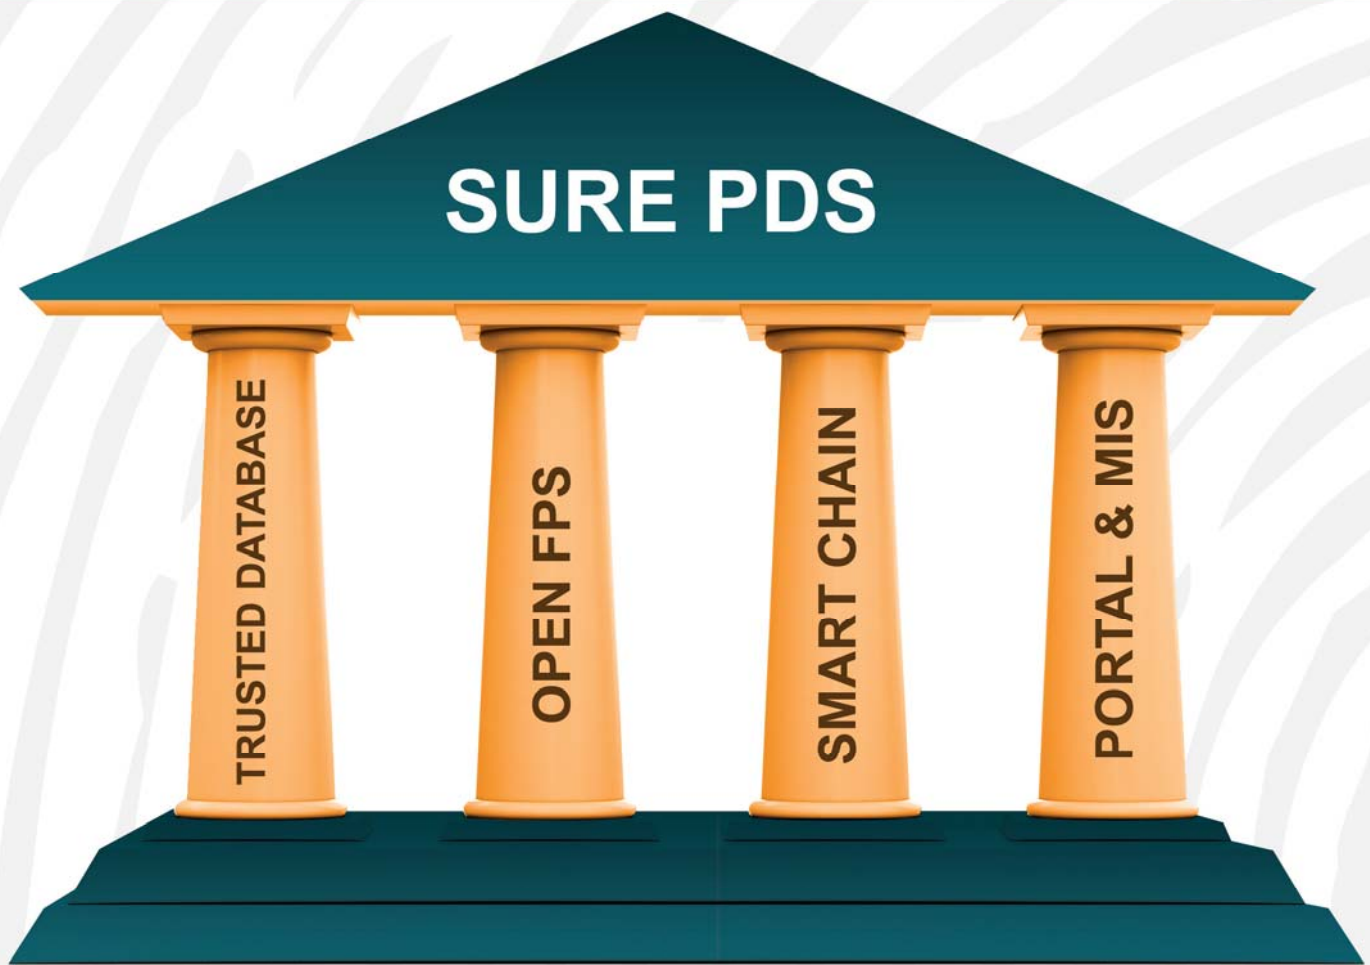 SURE PDS
TRUSTED DATABASE
OPEN FPS
SMART CHAIN
PORTAL & MIS